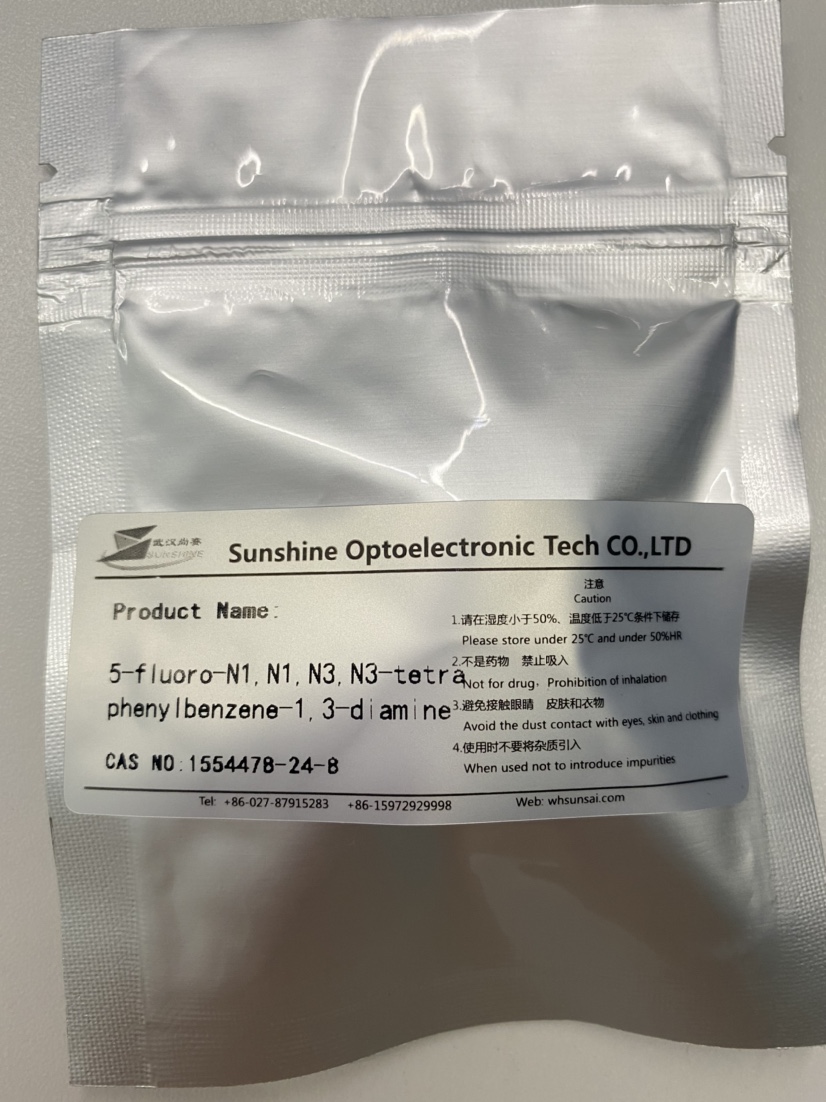 武汉尚赛
SUNSHINE
Sunshine Optoelectronic Tech CO.,LTD
Product Name:
5-fluoro-N1,N1,N3,N3-tetra
phenylbenzene-1,3-diamine
CAS NO:1554478-24-8
注意
Caution
1.请在湿度小于50%、温度低于25℃条件下储存
Please store under 25℃ and under 50%HR
2.不是药物 禁止吸入
Not for drug, Prohibition of inhalation
3.避免接触眼睛 皮肤和衣物
Avoid the dust contact with eyes, skin and clothing
4.使用时不要将杂质引入
When used not to introduce impurities
Tel: +86-027-87915283 +86-15972929998 Web: whsunsai.com